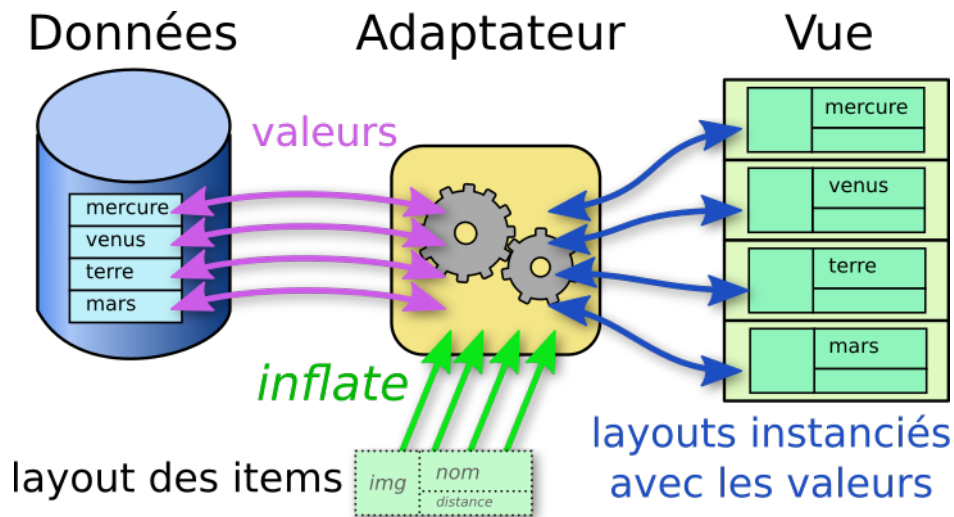 Données
Adaptateur
Vue
valeurs
mercure
venus
terre
mars
mercure
venus
terre
mars
inflate
layout des items
img
nom
distance
layouts instanciés
avec les valeurs